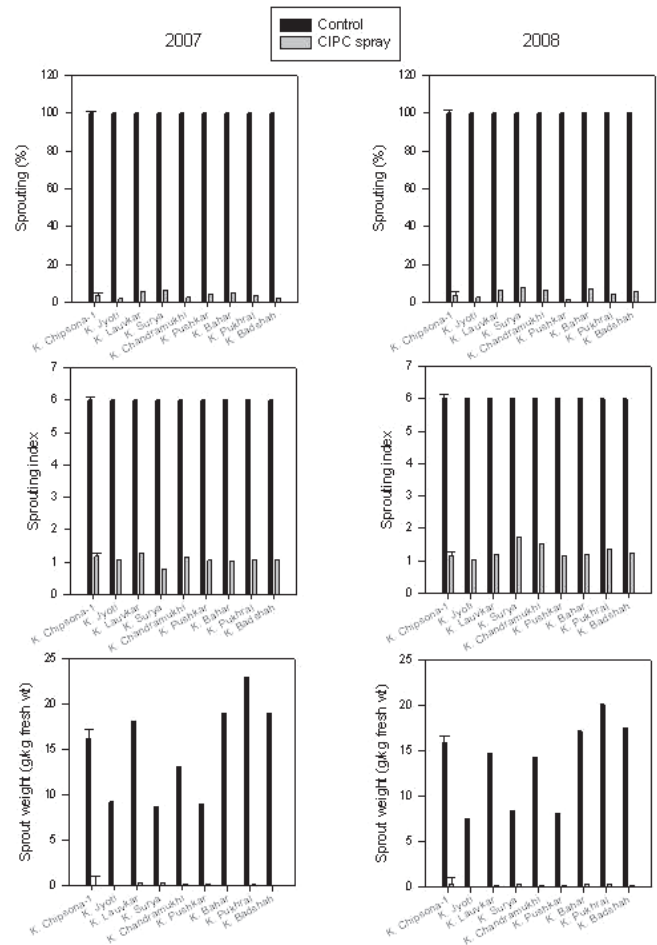 Control
CIPC spray
2007
2008
Sprouting (%)
120
100
80
60
40
20
0
K. Chipsona-1
K. Jyoti
K. Lauvkar
K. Surya
K. Chandramukhi
K. Pushkar
K. Bahar
K. Pukhraj
K. Badshah
Sprouting (%)
120
100
80
60
40
20
0
K. Chipsona-1
K. Jyoti
K. Lauvkar
K. Surya
K. Chandramukhi
K. Pushkar
K. Bahar
K. Pukhraj
K. Badshah
Sprouting index
7
6
5
4
3
2
1
0
K. Chipsona-1
K. Jyoti
K. Lauvkar
K. Surya
K. Chandramukhi
K. Pushkar
K. Bahar
K. Pukhraj
K. Badshah
Sprouting index
7
6
5
4
3
2
1
0
K. Chipsona-1
K. Jyoti
K. Lauvkar
K. Surya
K. Chandramukhi
K. Pushkar
K. Bahar
K. Pukhraj
K. Badshah
Sprout weight (g/kg fresh wt)
25
20
15
10
5
0
K. Chipsona-1
K. Jyoti
K. Lauvkar
K. Surya
K. Chandramukhi
K. Pushkar
K. Bahar
K. Pukhraj
K. Badshah
Sprout weight (g/kg fresh wt)
25
20
15
10
5
0
K. Chipsona-1
K. Jyoti
K. Lauvkar
K. Surya
K. Chandramukhi
K. Pushkar
K. Bahar
K. Pukhraj
K. Badshah